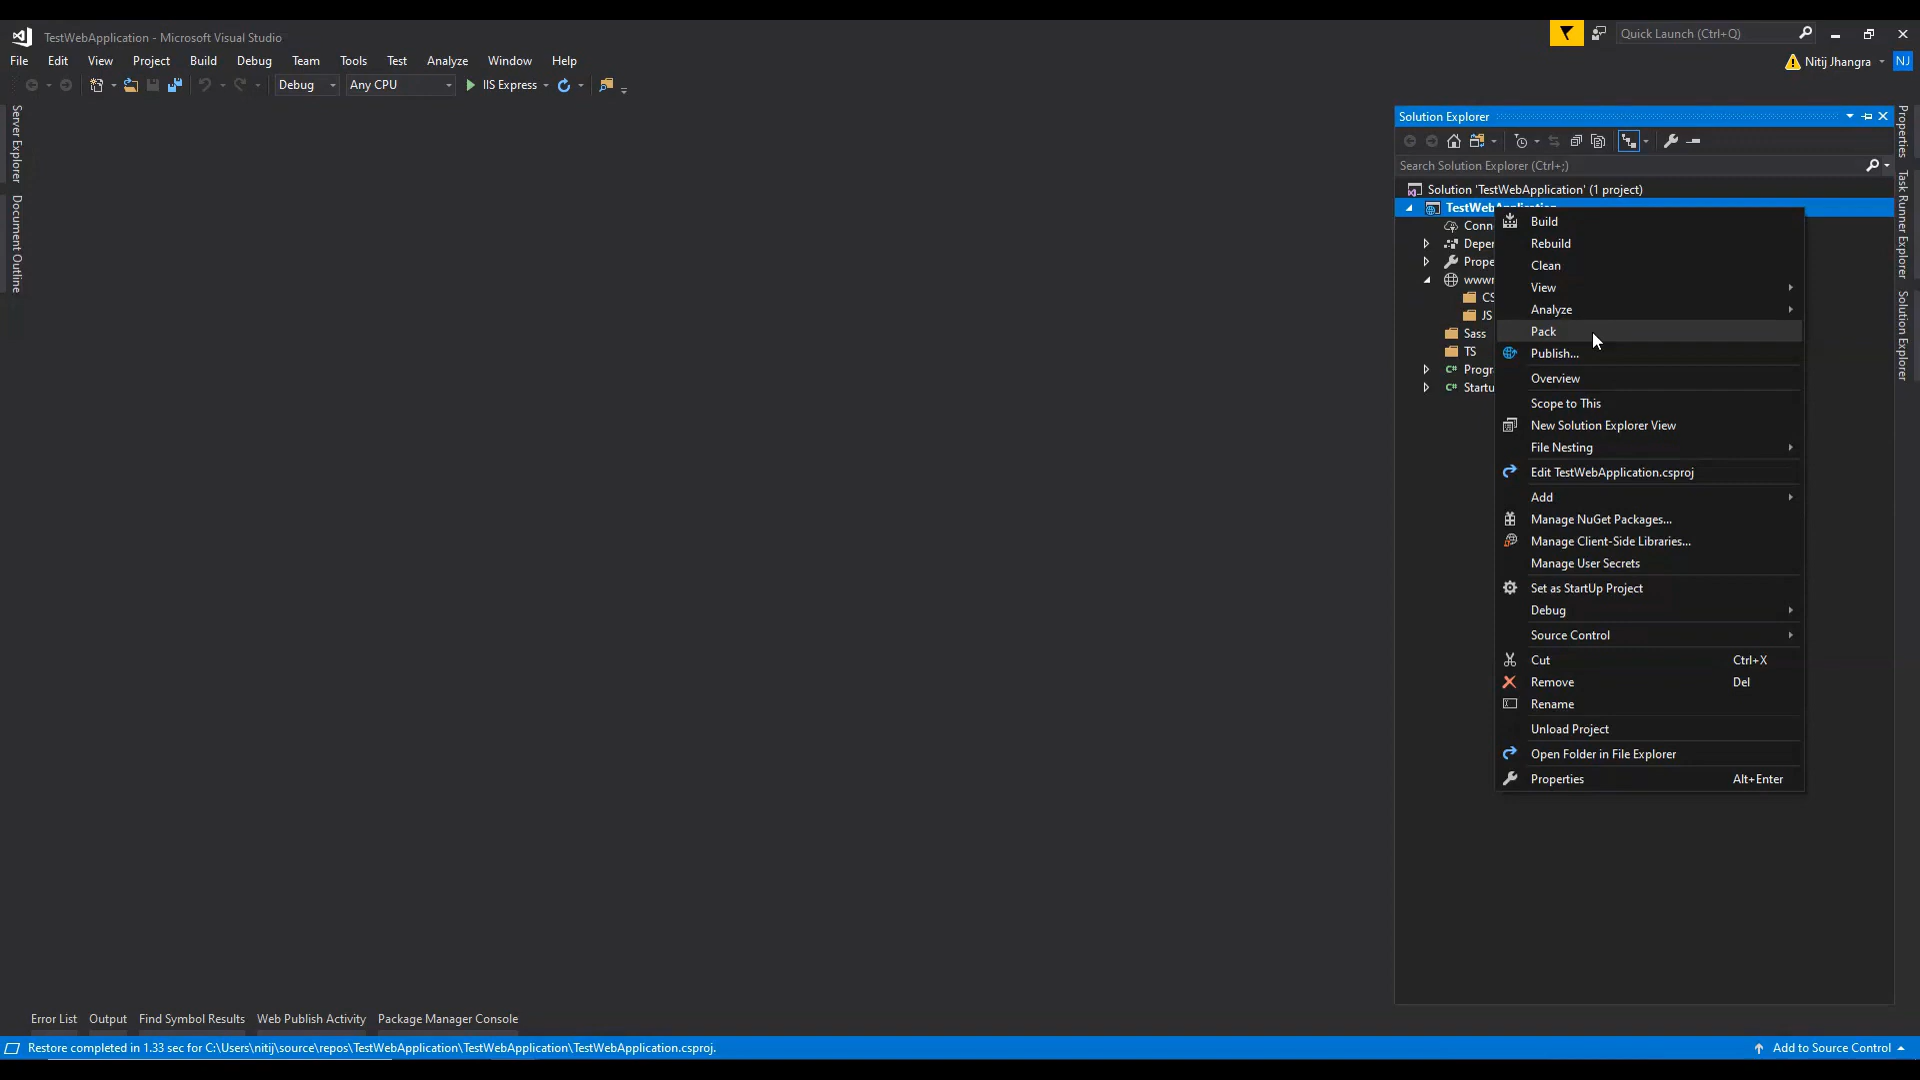 TestWebApplication - Microsoft Visual Studio
Quick Launch (Ctrl+Q)
File Edit View Project Build Debug Team Tools Test Analyze Window Help
Nitij Jhangra NJ
Debug Any CPU IIS Express
Server Explorer
Document Outline
Solution Explorer
Search Solution Explorer (Ctrl+;)
Solution 'TestWebApplication' (1 project)
TestWebApplication
Conn
Deper
Prope
wwwr
CS
JS
Sass
TS
Progr
Startu
Build
Rebuild
Clean
View
Analyze
Pack
Publish...
Overview
Scope to This
New Solution Explorer View
File Nesting
Edit TestWebApplication.csproj
Add
Manage NuGet Packages...
Manage Client-Side Libraries...
Manage User Secrets
Set as StartUp Project
Debug
Source Control
Cut Ctrl+X
Remove Del
Rename
Unload Project
Open Folder in File Explorer
Properties Alt+Enter
Properties
Task Runner Explorer
Solution Explorer
Error List Output Find Symbol Results Web Publish Activity Package Manager Console
Restore completed in 1.33 sec for C:\Users\nitij\source\repos\TestWebApplication\TestWebApplication\TestWebApplication.csproj.
Add to Source Control